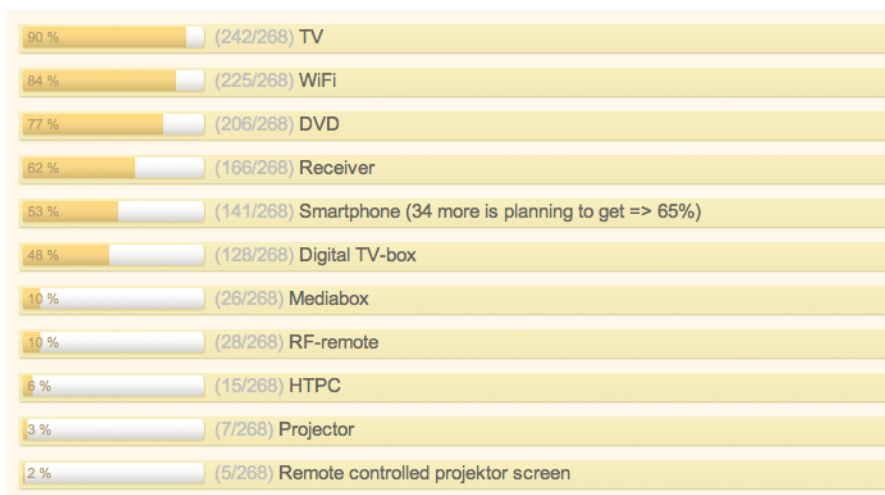 90 % (242/268) TV
84 % (225/268) WiFi
77 % (206/268) DVD
62 % (166/268) Receiver
53 % (141/268) Smartphone (34 more is planning to get => 65%)
48 % (128/268) Digital TV-box
10 % (26/268) Mediabox
10 % (28/268) RF-remote
6 % (15/268) HTPC
3 % (7/268) Projector
2 % (5/268) Remote controlled projektor screen